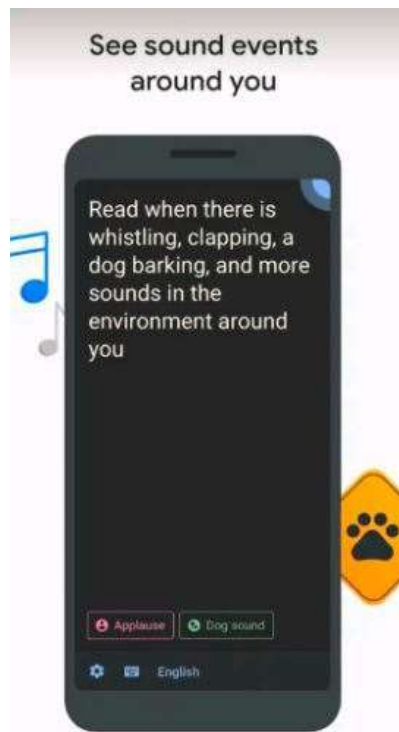 See sound events
around you
Read when there is
whistling, clapping, a
dog barking, and more
sounds in the
environment around
you
Applause Dog sound
English